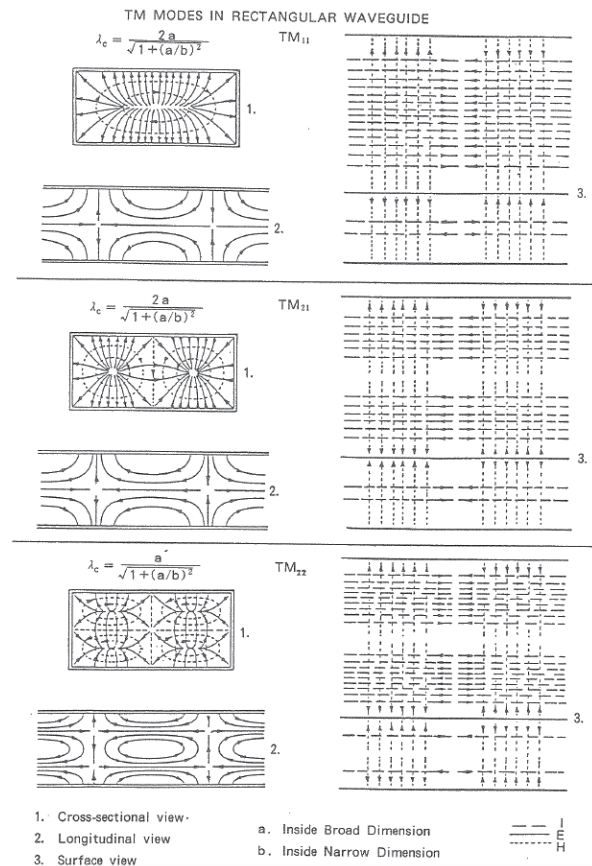 TM MODES IN RECTANGULAR WAVEGUIDE
λc = 2a / √1+(a/b)²
TM11
1.
2.
3.
λc = 2a / √1+(a/b)²
TM21
1.
2.
3.
λc = a / √1+(a/b)²
TM22
1.
2.
3.
1. Cross-sectional view
2. Longitudinal view
3. Surface view
a. Inside Broad Dimension
b. Inside Narrow Dimension
I
E
H